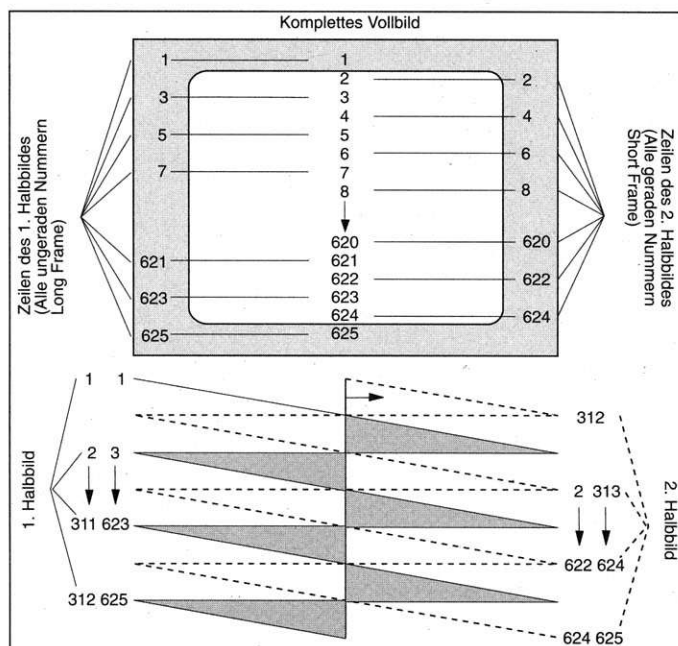 Komplettes Vollbild
1 1
2 2
3 3
4 4
5 5
6 6
7 7
8 8
620 620
621 621
622 622
623 623
624 624
625 625
Zeilen des 1. Halbbildes
(Alle ungeraden Nummern
Long Frame)
Zeilen des 2. Halbbildes
(Alle geraden Nummern
Short Frame)
1 1
312
2 3
2 313
311 623
622 624
312 625
624 625
1. Halbbild
2. Halbbild